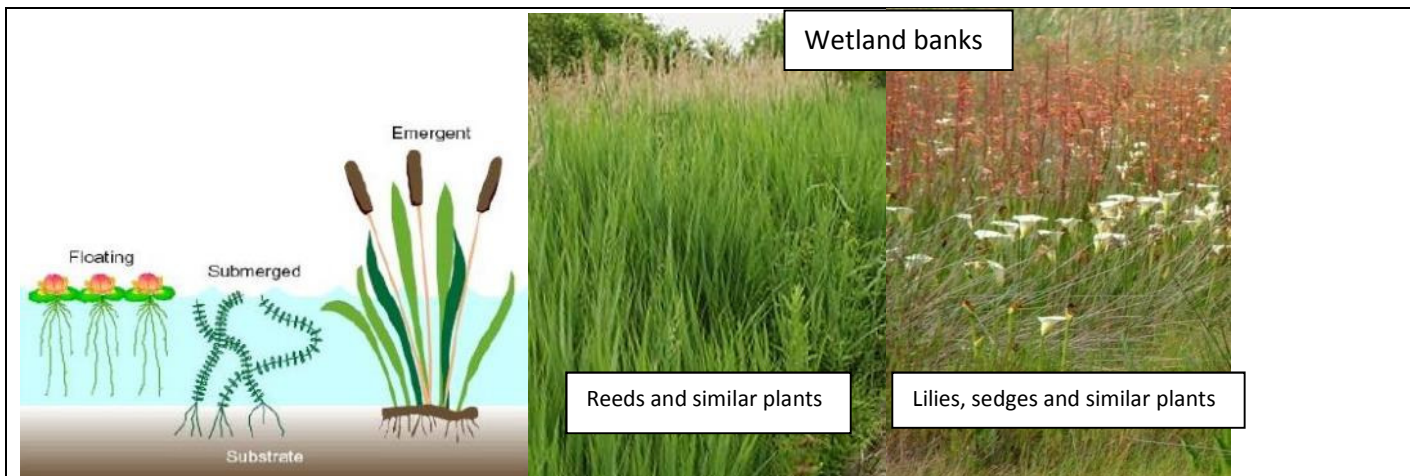 Wetland banks
Emergent
Floating
Submerged
Reeds and similar plants
Lilies, sedges and similar plants
Substrate